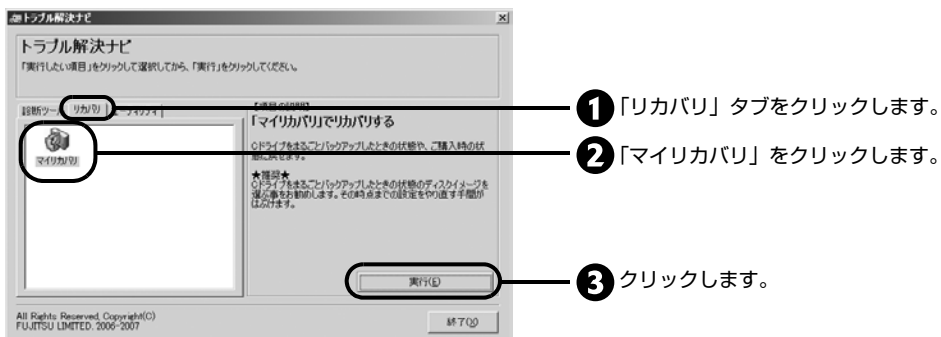 トラブル解決ナビ
トラブル解決ナビ
「実行したい項目」をクリックして選択してから、「実行」をクリックしてください。
診断ツール リカバリ ユーティリティ
【項目の説明】
「マイリカバリ」でリカバリする
マイリカバリ
Cドライブをまるごとバックアップしたときの状態や、ご購入時の状
態に戻せます。
★推奨★
Cドライブをまるごとバックアップしたときの状態のディスクイメージを
選ぶ事をお勧めします。その時点までの設定をやり直す手間が
はぶけます。
実行(E)
All Rights Reserved, Copyright(C)
FUJITSU LIMITED. 2006-2007
終了(X)
1 「リカバリ」タブをクリックします。
2 「マイリカバリ」をクリックします。
3 クリックします。